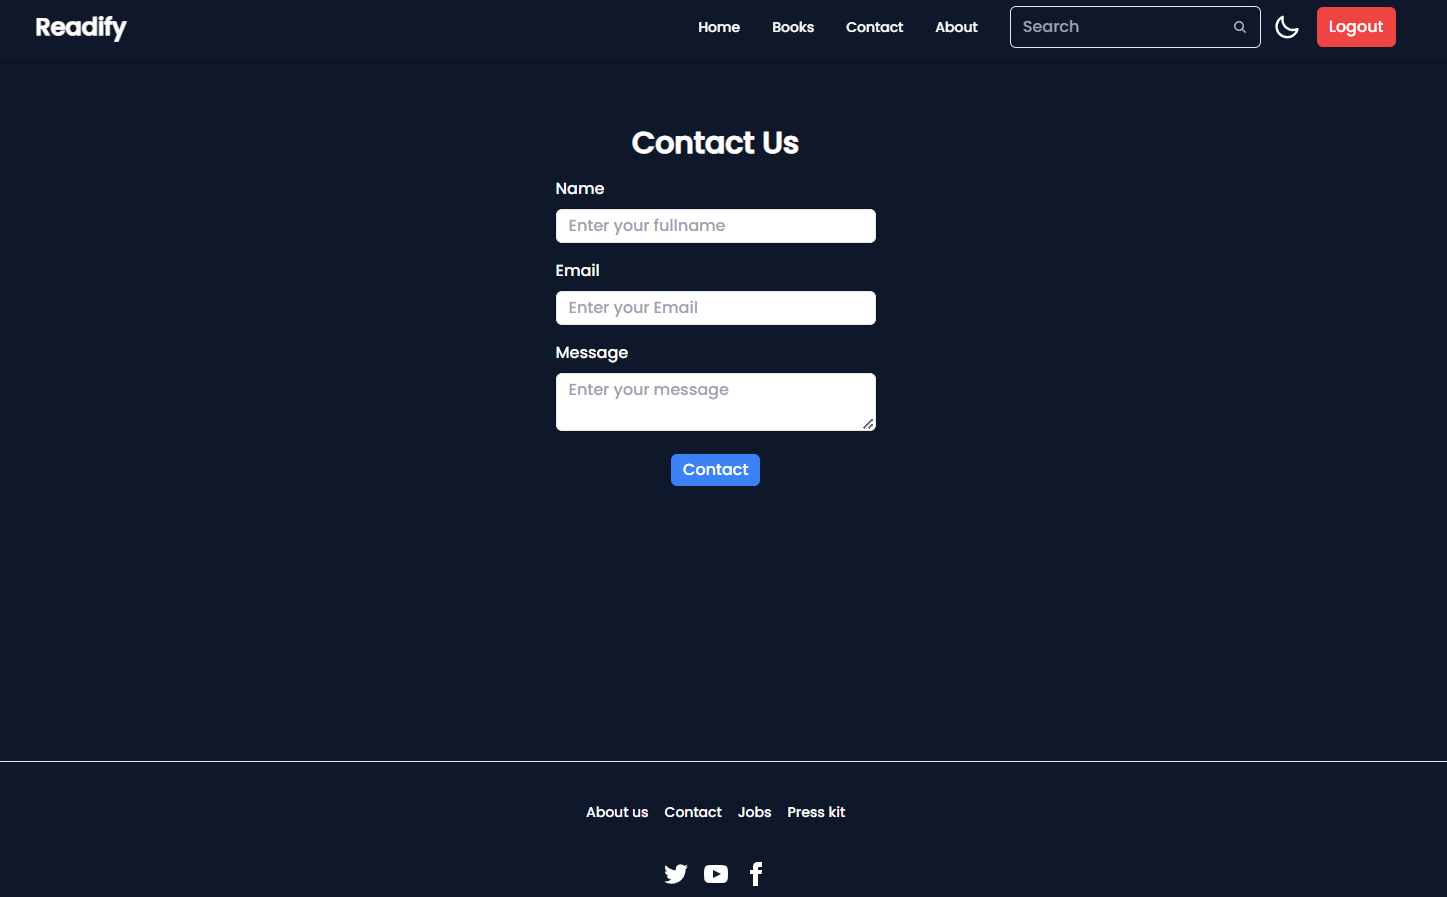 Readify
Home Books Contact About Search Logout
Contact Us
Name
Enter your fullname
Email
Enter your Email
Message
Enter your message
Contact
About us Contact Jobs Press kit